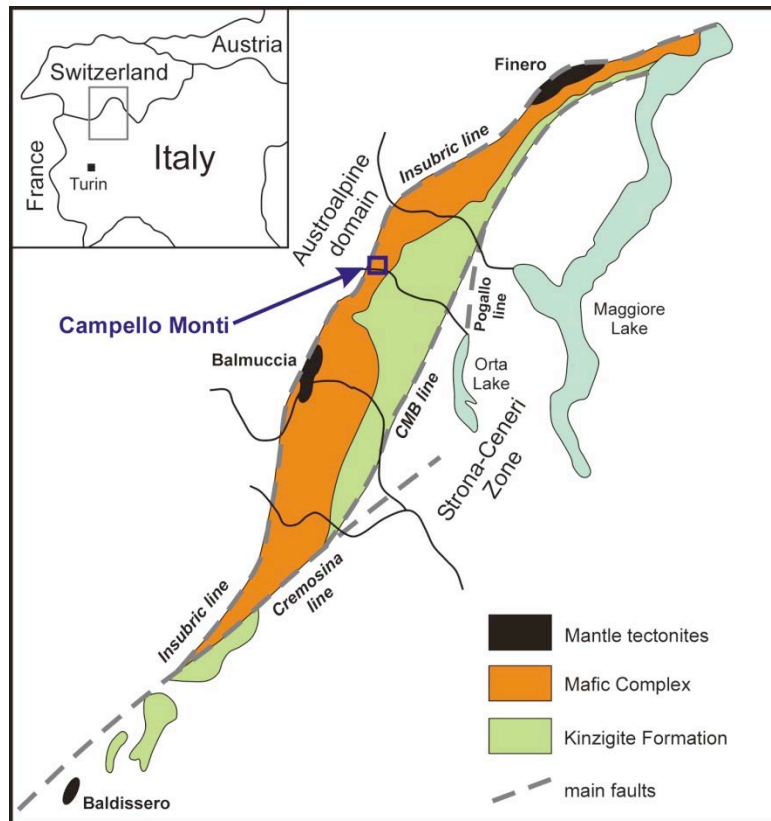 Austria
Switzerland
France
Italy
Turin
Finero
Insubric line
Austroalpine
domain
Campello Monti
Pogallo
line
Maggiore
Lake
Balmuccia
Orta
Lake
CMB line
Strona-Ceneri
Zone
Insubric line
Cremosina
line
Mantle tectonites
Mafic Complex
Kinzigite Formation
main faults
Baldissero